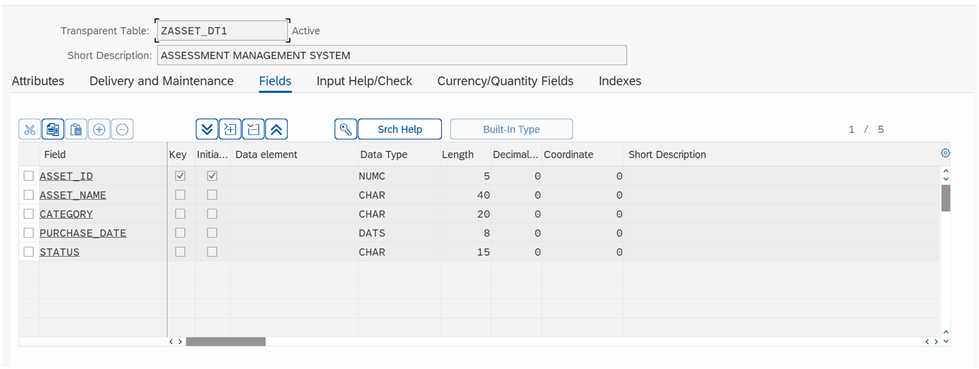 Transparent Table: ZASSET_DT1 Active
Short Description: ASSESSMENT MANAGEMENT SYSTEM
Attributes Delivery and Maintenance Fields Input Help/Check Currency/Quantity Fields Indexes
Srch Help Built-In Type 1 / 5
Field Key Initia... Data element Data Type Length Decimal... Coordinate Short Description
ASSET_ID NUMC 5 0 0
ASSET_NAME CHAR 40 0 0
CATEGORY CHAR 20 0 0
PURCHASE_DATE DATS 8 0 0
STATUS CHAR 15 0 0